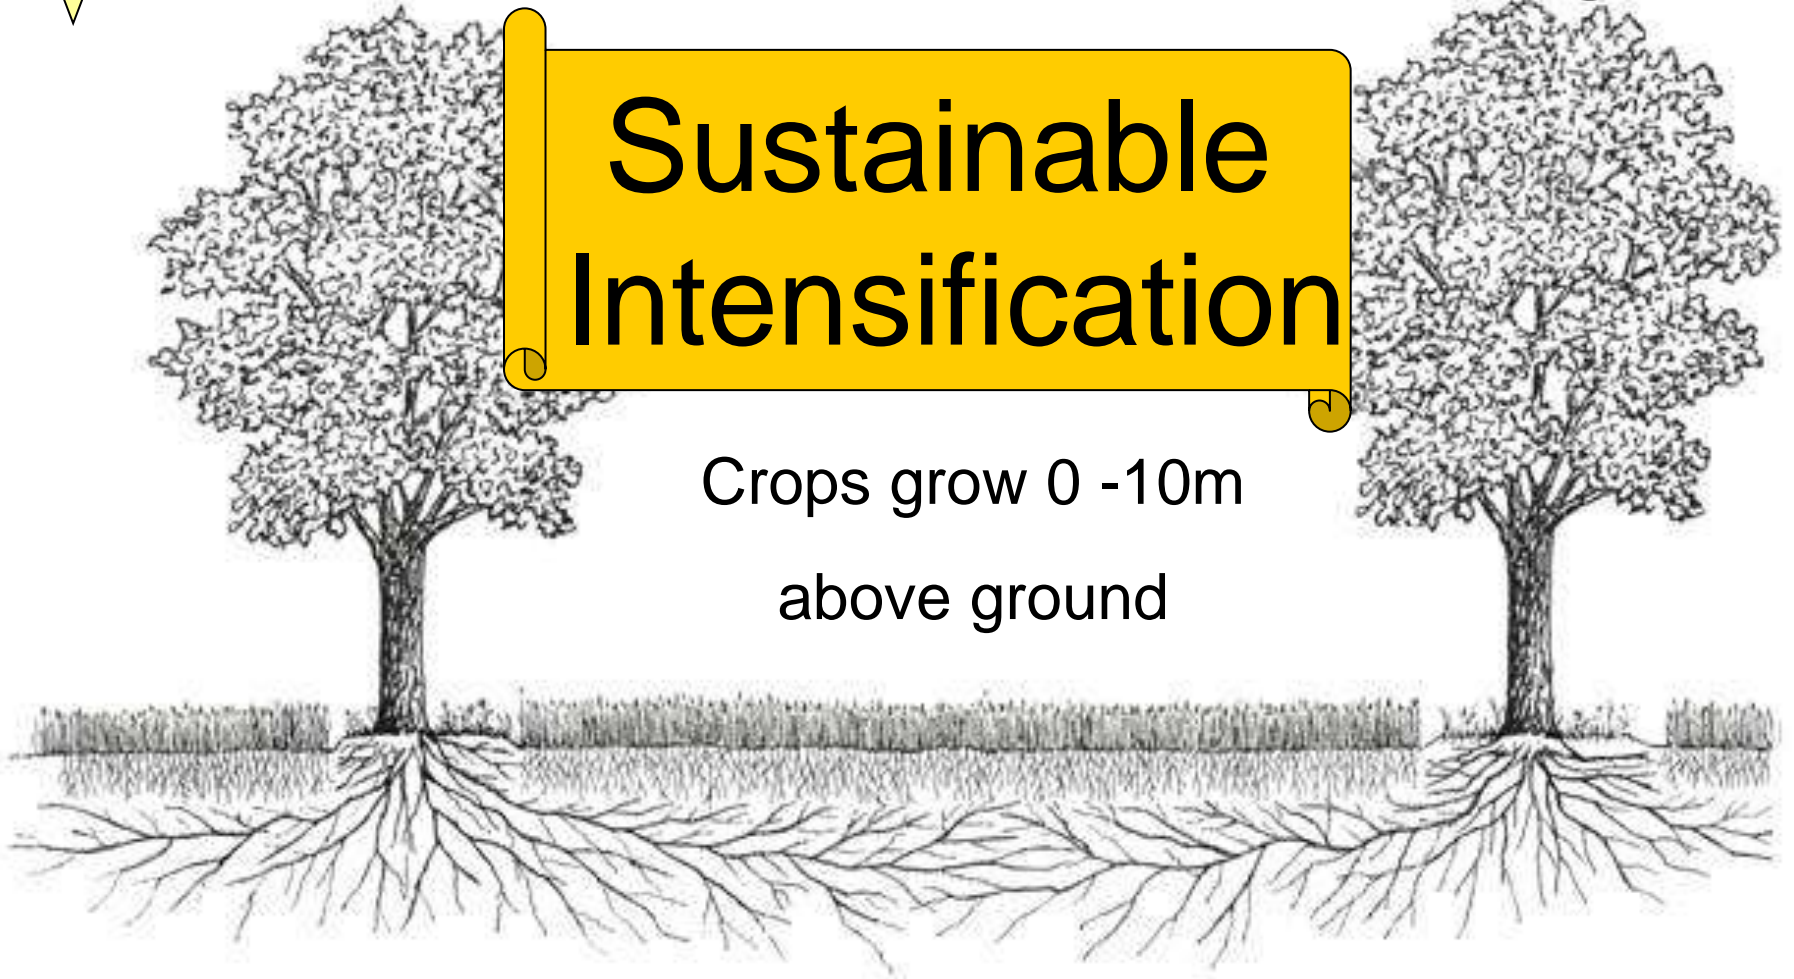 Sustainable
Intensification
Crops grow 0 -10m
above ground